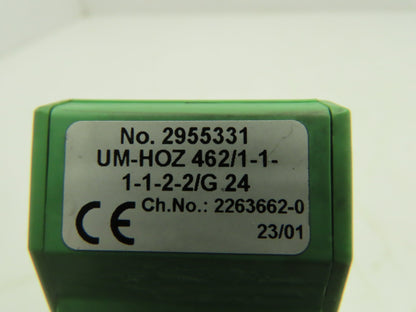 No. 2955331
UM-HOZ 462/1-1-
1-1-2-2/G 24
CE Ch.No.: 2263662-0
23/01